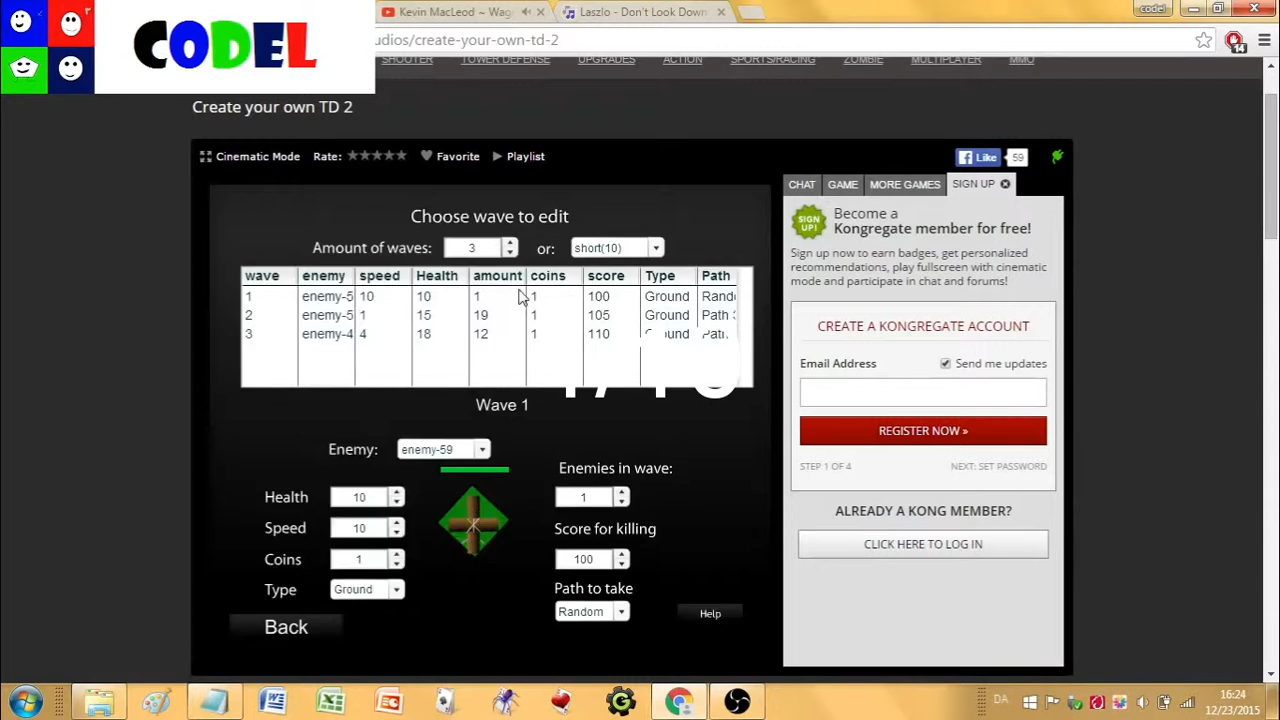 Kevin MacLeod ~ Wag
Laszlo - Don't Look Down
codel
CODEL
udios/create-your-own-td-2
14
SHOOTER TOWER DEFENSE UPGRADES ACTION SPORTS/RACING ZOMBIE MULTIPLAYER MMO
Create your own TD 2
Cinematic Mode Rate: Favorite Playlist
Like 59
CHAT GAME MORE GAMES SIGN UP
Choose wave to edit
Amount of waves: 3 or: short(10)
wave enemy speed Health amount coins score Type Path
1 enemy-5 10 10 1 1 100 Ground Rand
2 enemy-5 1 15 19 1 105 Ground Path
3 enemy-4 4 18 12 1 110 Ground Path
Wave 1
Enemy: enemy-59
Health 10
Speed 10
Coins 1
Type Ground
Back
Enemies in wave:
1
Score for killing
100
Path to take
Random
Help
SIGN UP!
Become a
Kongregate member for free!
Sign up now to earn badges, get personalized
recommendations, play fullscreen with cinematic
mode and participate in chat and forums!
CREATE A KONGREGATE ACCOUNT
Email Address Send me updates
REGISTER NOW »
STEP 1 OF 4 NEXT: SET PASSWORD
ALREADY A KONG MEMBER?
CLICK HERE TO LOG IN
DA
16:24
12/23/2015